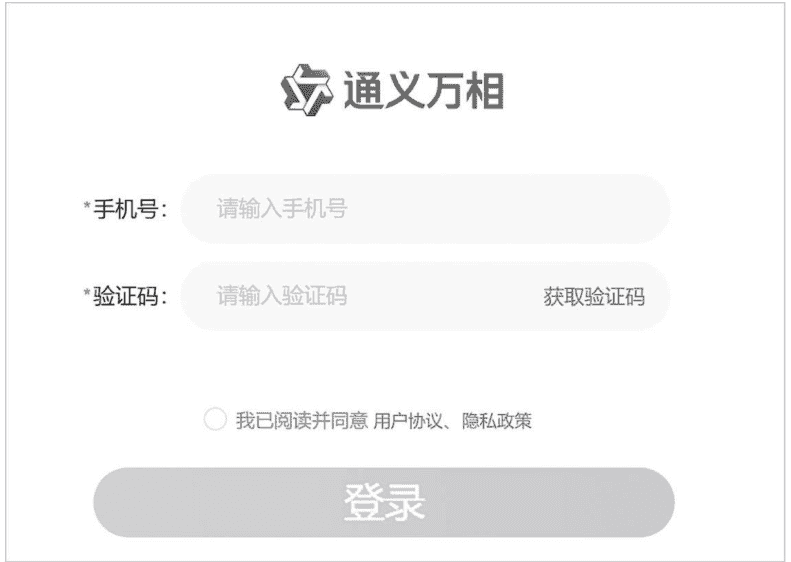 通义万相
*手机号： 请输入手机号
*验证码： 请输入验证码 获取验证码
我已阅读并同意 用户协议、隐私政策
登录